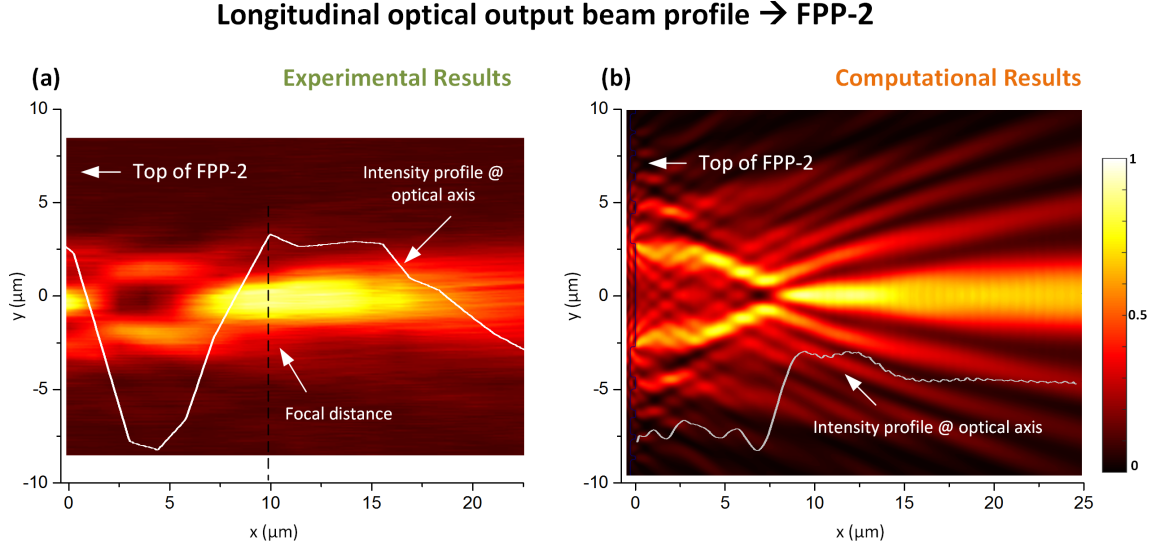 Longitudinal optical output beam profile → FPP-2
(a)
Experimental Results
10
5
0
-5
-10
y (μm)
Top of FPP-2
Intensity profile @
optical axis
Focal distance
0
5
10
15
20
x (μm)
(b)
Computational Results
10
5
0
-5
-10
y (μm)
Top of FPP-2
Intensity profile @ optical axis
0
5
10
15
20
25
x (μm)
1
0.5
0